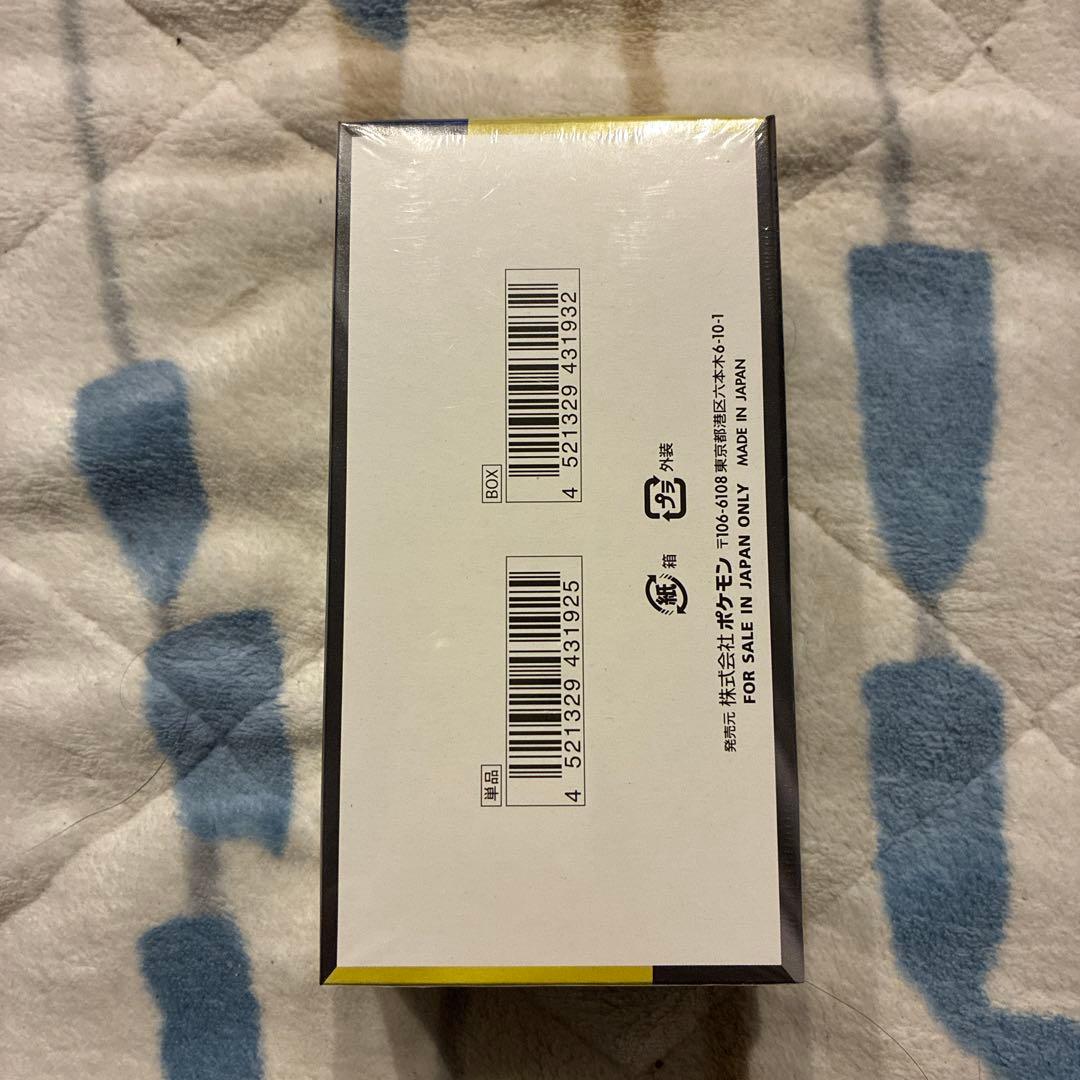 単品
4 521329 431925
BOX
4 521329 431932
紙 箱
プラ 外装
発売元 株式会社ポケモン 〒106-6108 東京都港区六本木6-10-1
FOR SALE IN JAPAN ONLY MADE IN JAPAN